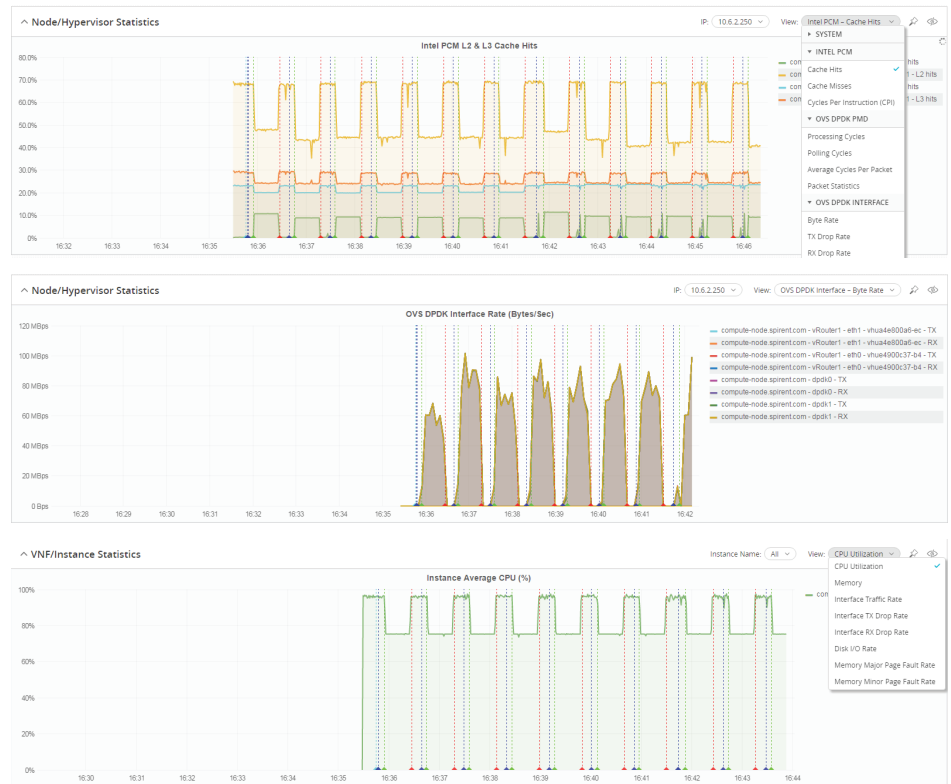 Node/Hypervisor Statistics
IP: 10.6.2.250 View: Intel PCM – Cache Hits
Intel PCM L2 & L3 Cache Hits
80.0%
70.0%
60.0%
50.0%
40.0%
30.0%
20.0%
10.0%
0%
16:32 16:33 16:34 16:35 16:36 16:37 16:38 16:39 16:40 16:41 16:42 16:43 16:44 16:45 16:46
com hits
com 1 - L2 hits
com hits
com 1 - L3 hits
SYSTEM
INTEL PCM
Cache Hits
Cache Misses
Cycles Per Instruction (CPI)
OVS DPDK PMD
Processing Cycles
Polling Cycles
Average Cycles Per Packet
Packet Statistics
OVS DPDK INTERFACE
Byte Rate
TX Drop Rate
RX Drop Rate
Node/Hypervisor Statistics
IP: 10.6.2.250 View: OVS DPDK Interface – Byte Rate
OVS DPDK Interface Rate (Bytes/Sec)
120 MBps
100 MBps
80 MBps
60 MBps
40 MBps
20 MBps
0 Bps
16:28 16:29 16:30 16:31 16:32 16:33 16:34 16:35 16:36 16:37 16:38 16:39 16:40 16:41 16:42
compute-node.spirent.com - vRouter1 - eth1 - vhua4e800a6-ec - TX
compute-node.spirent.com - vRouter1 - eth1 - vhua4e800a6-ec - RX
compute-node.spirent.com - vRouter1 - eth0 - vhue4900c37-b4 - TX
compute-node.spirent.com - vRouter1 - eth0 - vhue4900c37-b4 - RX
compute-node.spirent.com - dpdk0 - TX
compute-node.spirent.com - dpdk0 - RX
compute-node.spirent.com - dpdk1 - TX
compute-node.spirent.com - dpdk1 - RX
VNF/Instance Statistics
Instance Name: All View: CPU Utilization
Instance Average CPU (%)
100%
80%
60%
40%
20%
0%
16:30 16:31 16:32 16:33 16:34 16:35 16:36 16:37 16:38 16:39 16:40 16:41 16:42 16:43 16:44
com
CPU Utilization
Memory
Interface Traffic Rate
Interface TX Drop Rate
Interface RX Drop Rate
Disk I/O Rate
Memory Major Page Fault Rate
Memory Minor Page Fault Rate